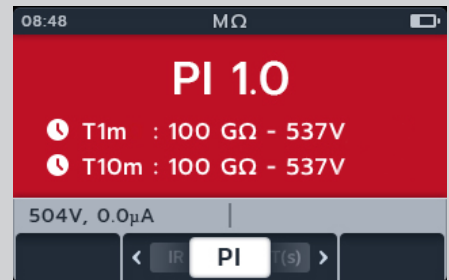 08:48 MΩ
PI 1.0
T1m : 100 GΩ - 537V
T10m : 100 GΩ - 537V
504V, 0.0µA
< IR PI T(s) >